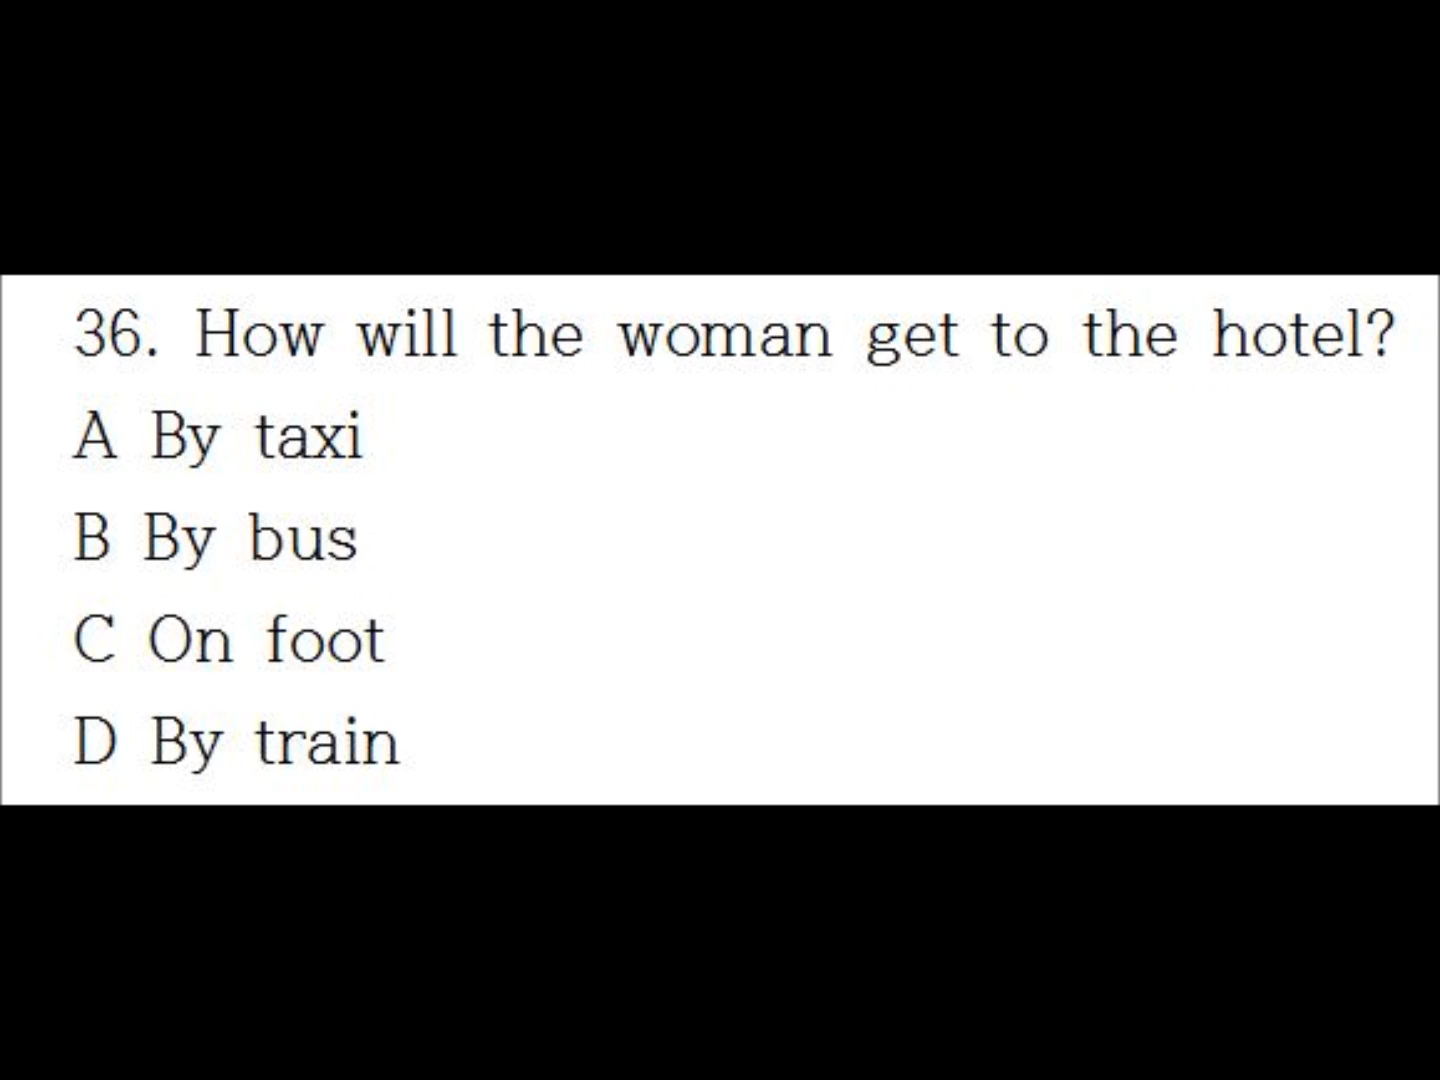 36. How will the woman get to the hotel?
A By taxi
B By bus
C On foot
D By train